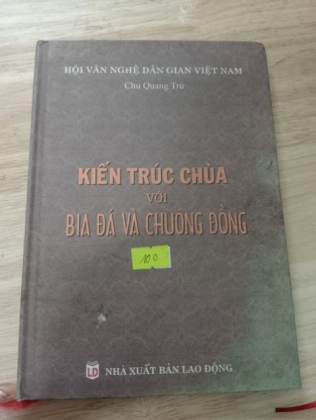 HỘI VĂN NGHỆ DÂN GIAN VIỆT NAM
Chu Quang Trứ
KIẾN TRÚC CHÙA
với
BIA ĐÁ VÀ CHUÔNG ĐỒNG
100
LĐ NHÀ XUẤT BẢN LAO ĐỘNG